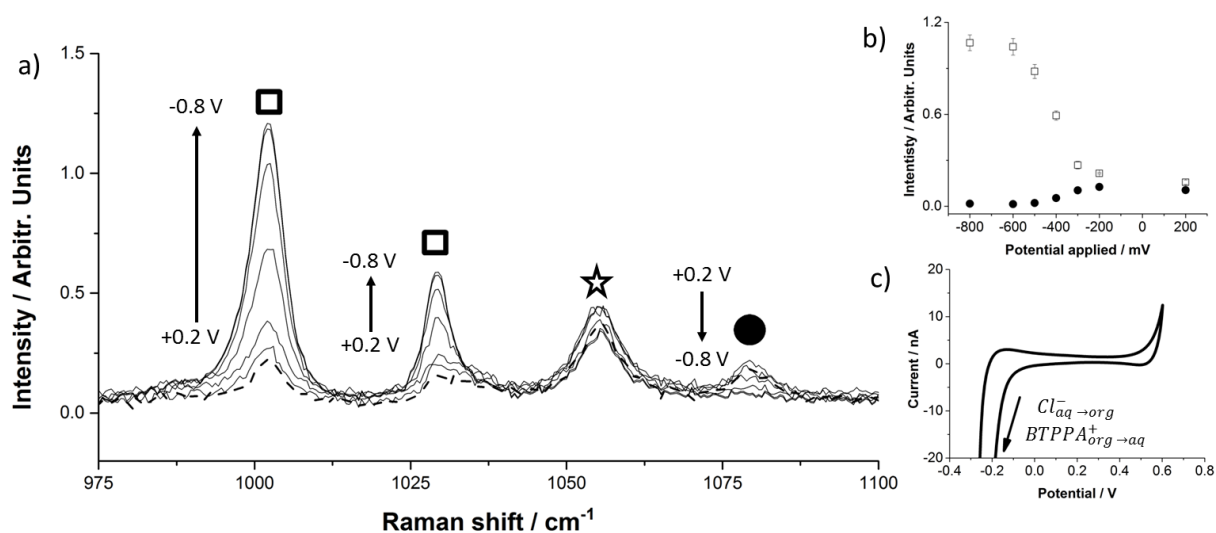 a)
Intensity / Arbitr. Units
1.5
1.0
0.5
0.0
-0.8 V
+0.2 V
-0.8 V
+0.2 V
+0.2 V
-0.8 V
975
1000
1025
1050
1075
1100
Raman shift / cm⁻¹
b)
Intentisty / Arbitr. Units
1.2
0.6
0.0
-800
-600
-400
-200
0
200
Potential applied / mV
c)
Current / nA
20
10
0
-10
-20
Cl⁻aq→org
BTPPA⁺org→aq
-0.4
-0.2
0.0
0.2
0.4
0.6
0.8
Potential / V